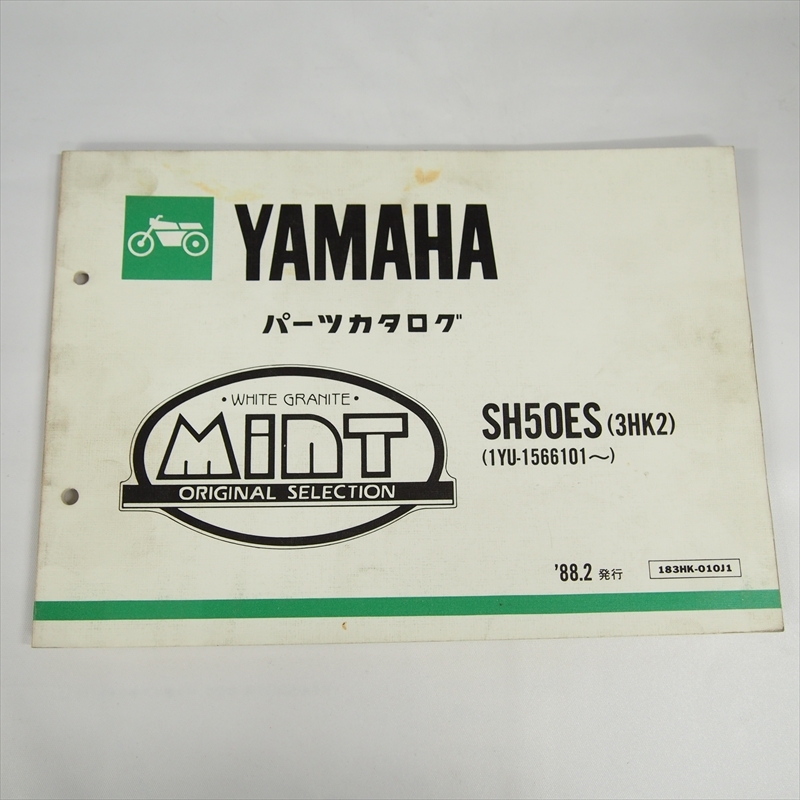 YAMAHA
パーツカタログ
・WHITE GRANITE・
MINT
ORIGINAL SELECTION
SH50ES (3HK2)
(1YU-1566101〜)
'88.2 発行
183HK-010J1